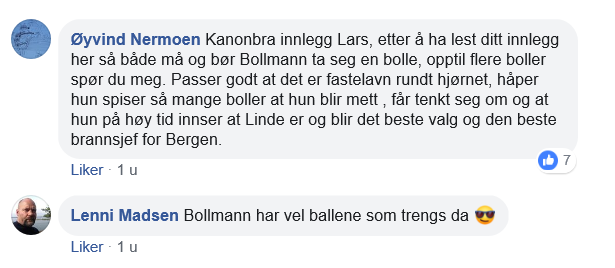 Øyvind Nermoen Kanonbra innlegg Lars, etter å ha lest ditt innlegg
her så både må og bør Bollmann ta seg en bolle, opptil flere boller
spør du meg. Passer godt at det er fastelavn rundt hjørnet, håper
hun spiser så mange boller at hun blir mett , får tenkt seg om og at
hun på høy tid innser at Linde er og blir det beste valg og den beste
brannsjef for Bergen.
7
Liker · 1 u
Lenni Madsen Bollmann har vel ballene som trengs da 😎
Liker · 1 u